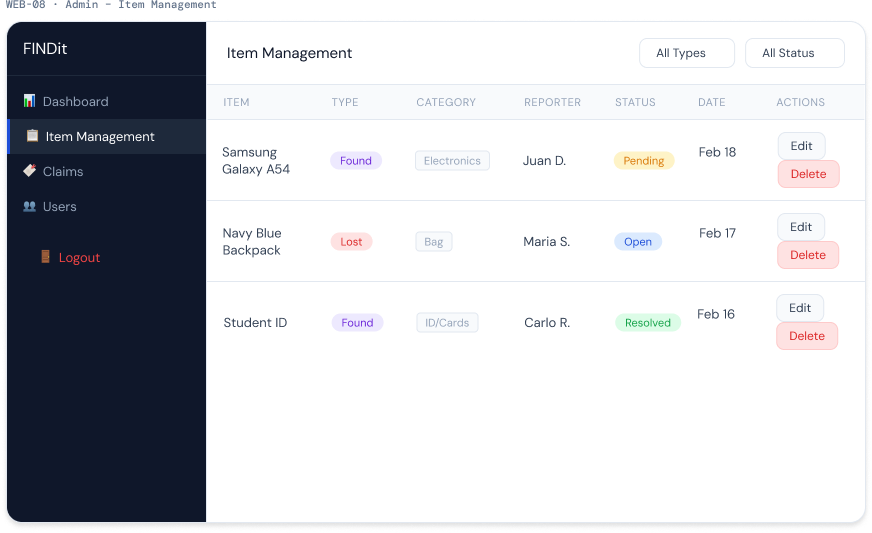 WEB-08 · Admin – Item Management
FINDit
Dashboard
Item Management
Claims
Users
Logout
Item Management
All Types
All Status
ITEM TYPE CATEGORY REPORTER STATUS DATE ACTIONS
Samsung
Galaxy A54
Found
Electronics
Juan D.
Pending
Feb 18
Edit
Delete
Navy Blue
Backpack
Lost
Bag
Maria S.
Open
Feb 17
Edit
Delete
Student ID
Found
ID/Cards
Carlo R.
Resolved
Feb 16
Edit
Delete